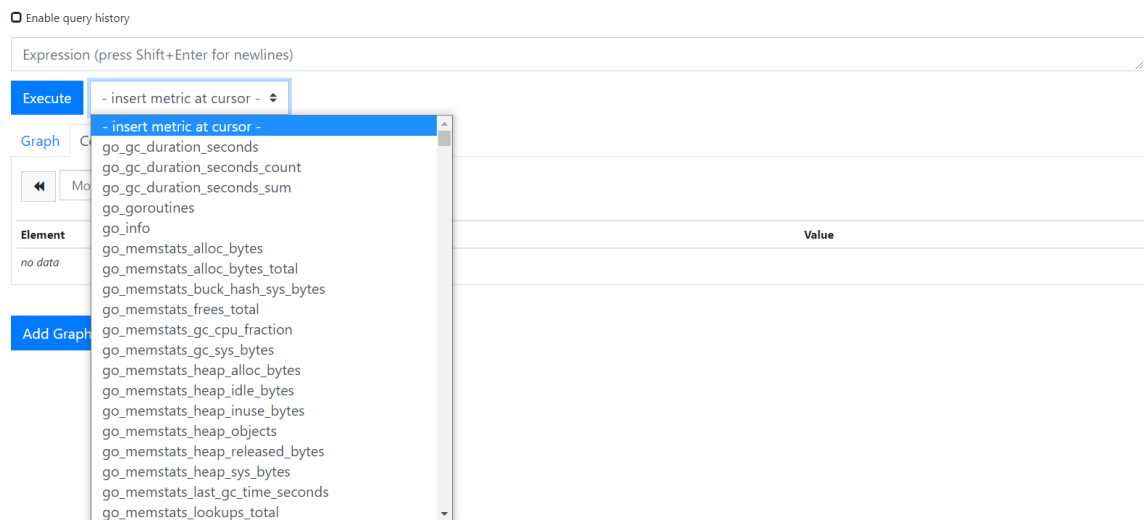 Enable query history
Expression (press Shift+Enter for newlines)
Execute - insert metric at cursor -
- insert metric at cursor -
Graph
go_gc_duration_seconds
go_gc_duration_seconds_count
go_gc_duration_seconds_sum
go_goroutines
go_info
go_memstats_alloc_bytes
go_memstats_alloc_bytes_total
go_memstats_buck_hash_sys_bytes
go_memstats_frees_total
go_memstats_gc_cpu_fraction
go_memstats_gc_sys_bytes
go_memstats_heap_alloc_bytes
go_memstats_heap_idle_bytes
go_memstats_heap_inuse_bytes
go_memstats_heap_objects
go_memstats_heap_released_bytes
go_memstats_heap_sys_bytes
go_memstats_last_gc_time_seconds
go_memstats_lookups_total
Element Value
no data
Add Graph